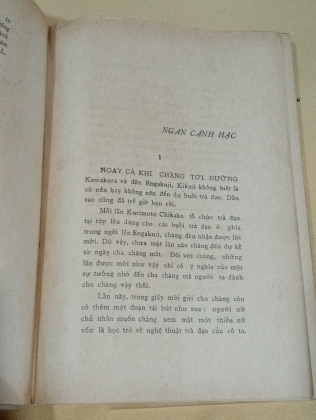 in
L.
NGÀN CÁNH HẠC
1
NGAY CẢ KHI CHÀNG TỚI ĐƯỜNG
Kamakura và đền Engakuji, Kikuji không biết là
có nên hay không nên đến dự buổi trà đạo. Dầu
sao cũng đã trễ giờ hẹn rồi.
Mỗi lần Kurimoto Chikako tổ chức trà đạo
tại rúp lều dùng cho các buổi trà đạo ở phía
trong ngôi lền Engakuji, chàng đều nhận được lời
mời. Dù vậy, chưa một lần nào chàng đến dự kể
từ ngày cha chàng mất. Đối với chàng, những
lần được mời như vậy chỉ có ý nghĩa của một
sự tưởng nhớ đến cha chàng mà người ta dành
cho chàng vậy thôi.
Lần này, trong giấy mời gửi cho chàng còn
có thêm một đoạn tái bút như sau : người nữ
chủ nhân muốn chàng xem mặt một thiếu nữ
vốn là học trò về nghệ thuật trà đạo của cô ta.